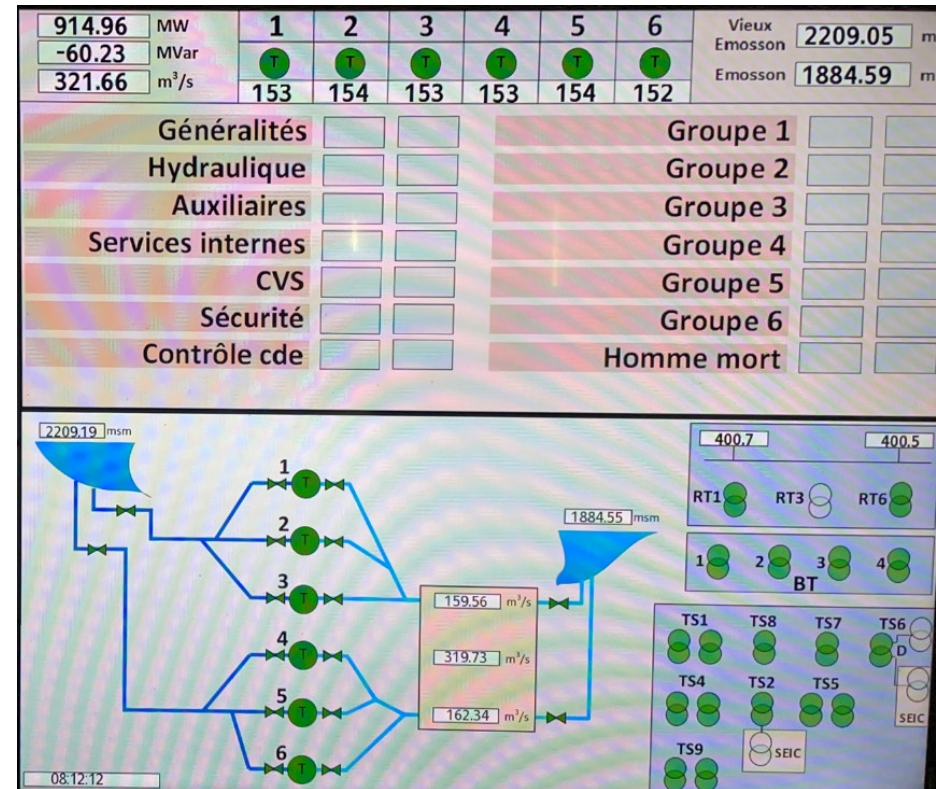 914.96 MW
-60.23 MVar
321.66 m³/s
1 2 3 4 5 6
T T T T T T
153 154 153 153 154 152
Vieux Emosson 2209.05 m
Emosson 1884.59 m
Généralités
Hydraulique
Auxiliaires
Services internes
CVS
Sécurité
Contrôle cde
Groupe 1
Groupe 2
Groupe 3
Groupe 4
Groupe 5
Groupe 6
Homme mort
2209.19 msm
1 T
2 T
3 T
4 T
5 T
6 T
1884.55 msm
159.56 m³/s
319.73 m³/s
162.34 m³/s
08:12:12
400.7 400.5
RT1 RT3 RT6
1 2 3 4
BT
TS1 TS8 TS7 TS6
D
TS4 TS2 TS5
SEIC
TS9 SEIC